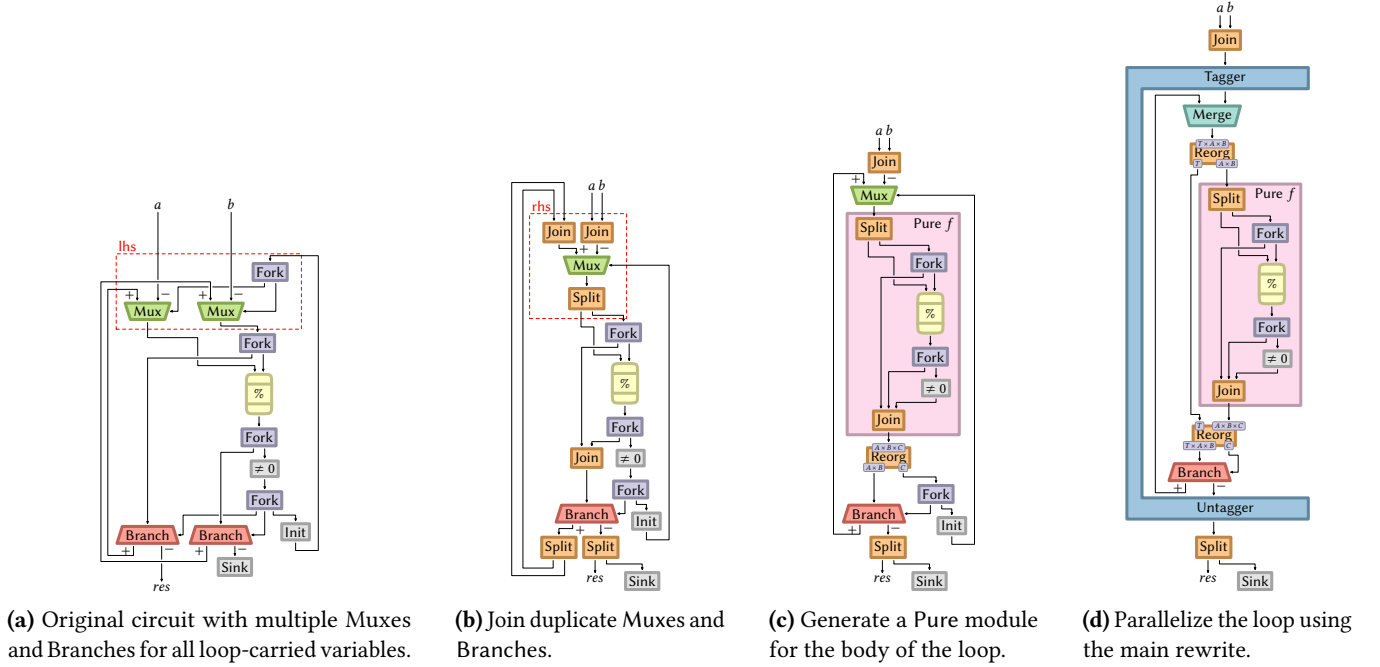 a
b
lhs
Fork
+
−
+
−
Mux
Mux
Fork
%
Fork
≠ 0
Fork
Branch
Branch
Init
+
−
+
−
Sink
res
(a) Original circuit with multiple Muxes
and Branches for all loop-carried variables.
a b
rhs
Join
Join
+
−
Mux
Split
Fork
%
Fork
Join
≠ 0
Fork
Branch
Init
+
−
Split
Split
res
Sink
(b) Join duplicate Muxes and
Branches.
a b
Join
+
−
Mux
Pure f
Split
Fork
%
Fork
≠ 0
Join
A × B × C
Reorg
A × B
C
Fork
Branch
Init
+
−
Split
res
Sink
(c) Generate a Pure module
for the body of the loop.
a b
Join
Tagger
Merge
T × A × B
Reorg
T
A × B
Pure f
Split
Fork
%
Fork
≠ 0
Join
T
A × B × C
Reorg
T × A × B
C
Branch
+
−
Untagger
Split
res
Sink
(d) Parallelize the loop using
the main rewrite.